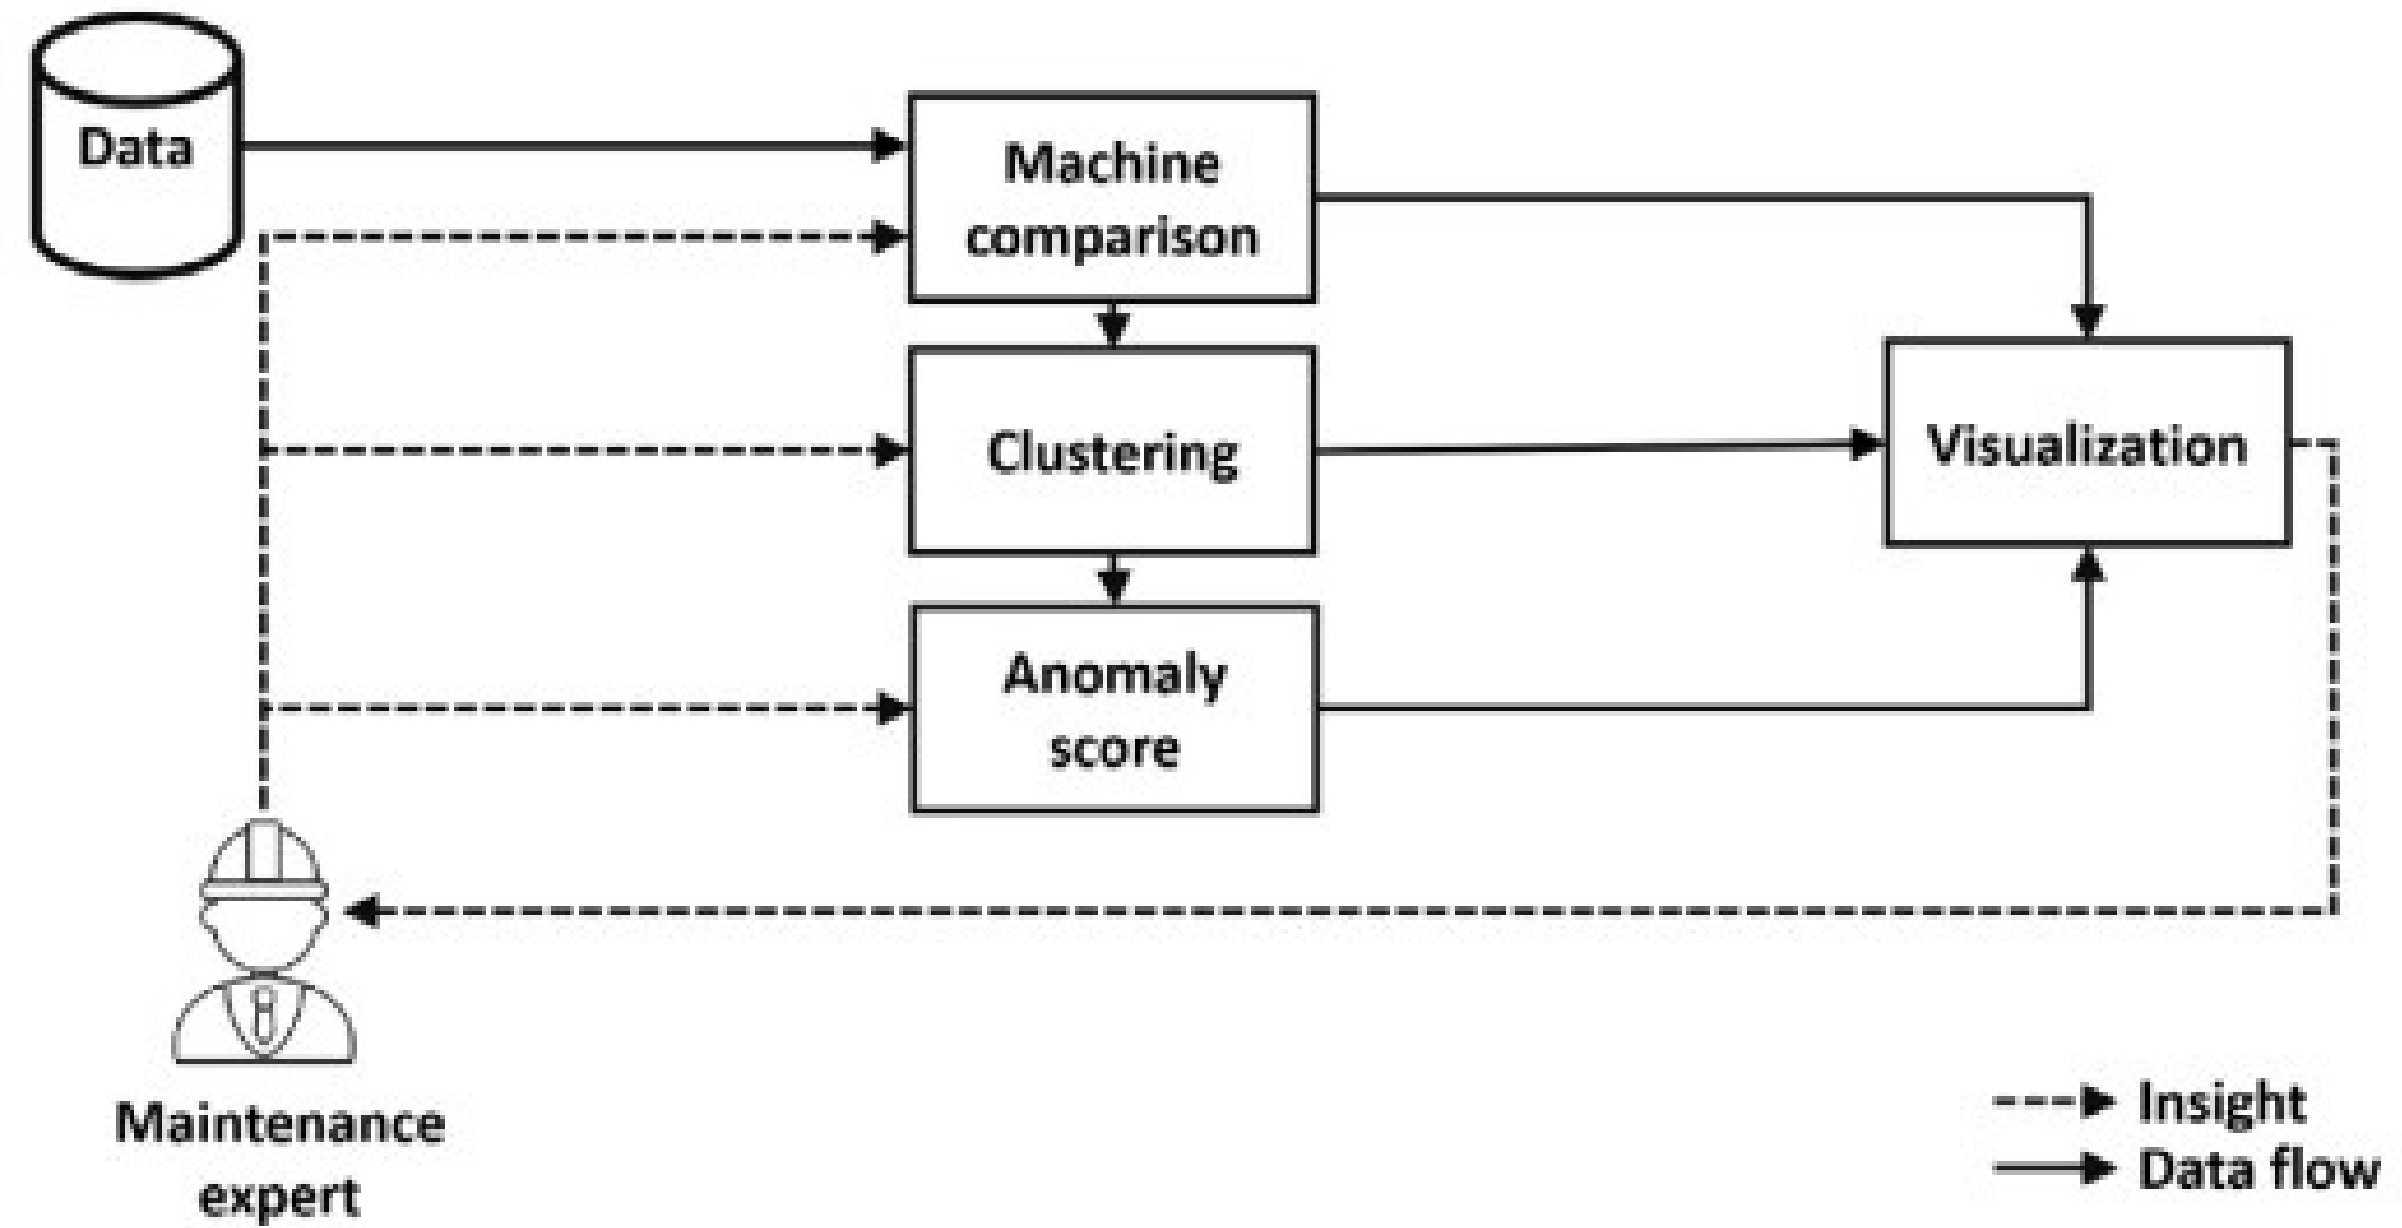 Data
Machine
comparison
Clustering
Visualization
Anomaly
score
Maintenance
expert
Insight
Data flow